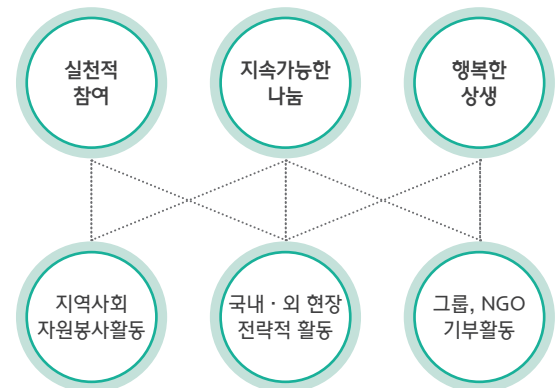 실천적
참여
지속가능한
나눔
행복한
상생
지역사회
자원봉사활동
국내 · 외 현장
전략적 활동
그룹, NGO
기부활동